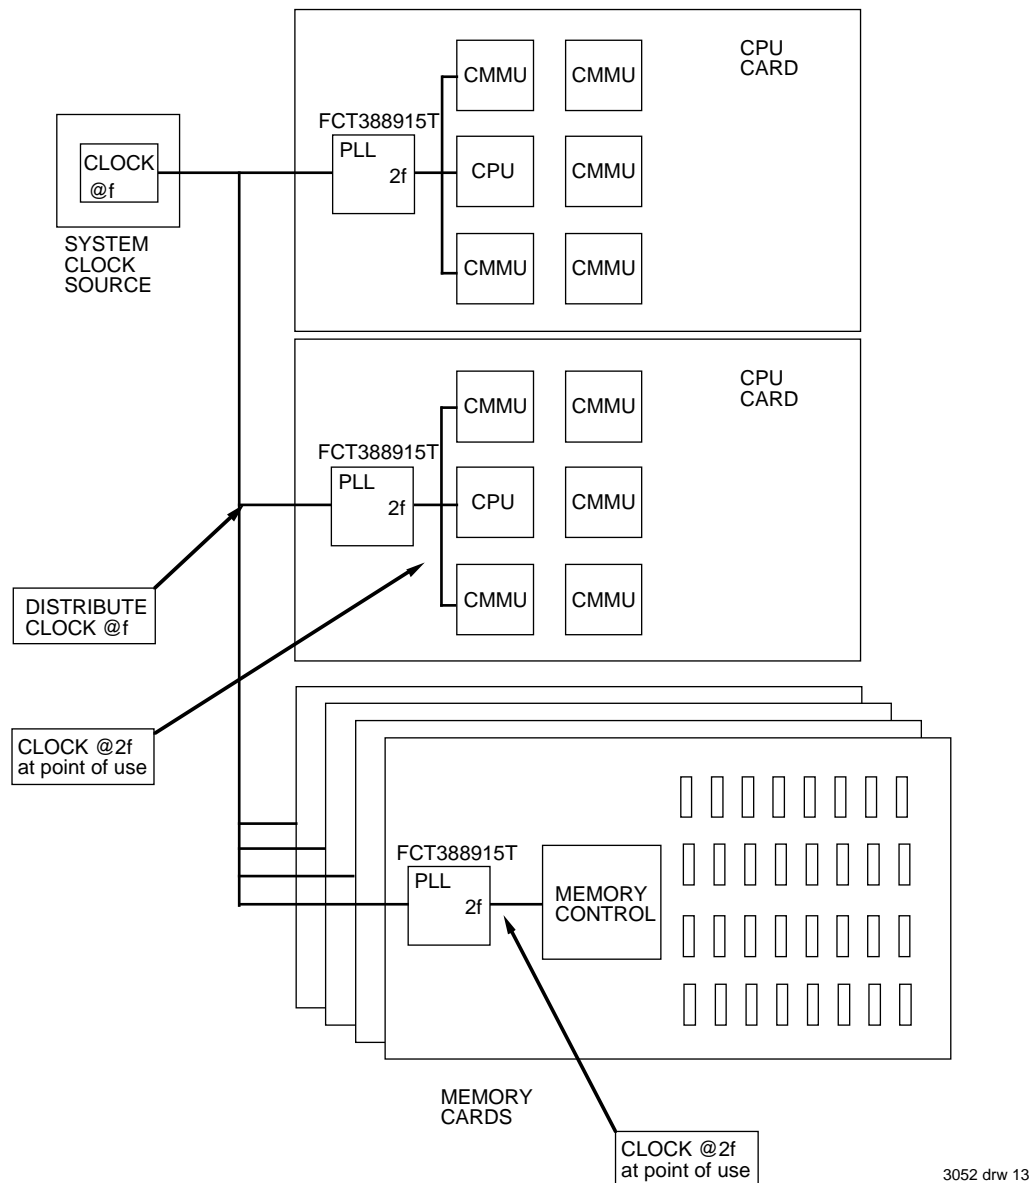 CPU
CARD
CMMU
CMMU
FCT388915T
PLL
2f
CLOCK
@f
CPU
CMMU
SYSTEM
CLOCK
SOURCE
CMMU
CMMU
CPU
CARD
CMMU
CMMU
FCT388915T
PLL
2f
CPU
CMMU
DISTRIBUTE
CLOCK @f
CMMU
CMMU
CLOCK @2f
at point of use
FCT388915T
PLL
2f
MEMORY
CONTROL
MEMORY
CARDS
CLOCK @2f
at point of use
3052 drw 13